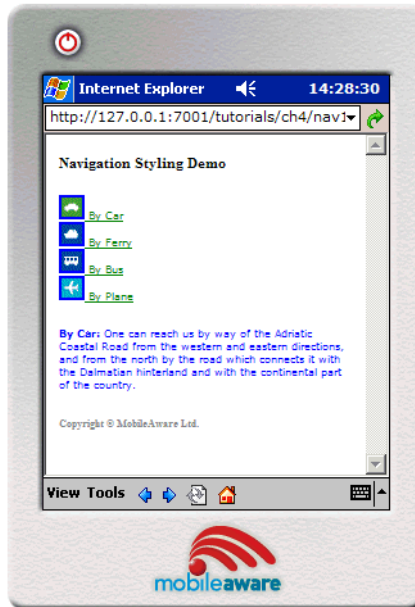 Internet Explorer 14:28:30
http://127.0.0.1:7001/tutorials/ch4/nav1
Navigation Styling Demo
By Car
By Ferry
By Bus
By Plane
By Car: One can reach us by way of the Adriatic
Coastal Road from the western and eastern directions,
and from the north by the road which connects it with
the Dalmatian hinterland and with the continental part
of the country.
Copyright © MobileAware Ltd.
View Tools
mobileaware